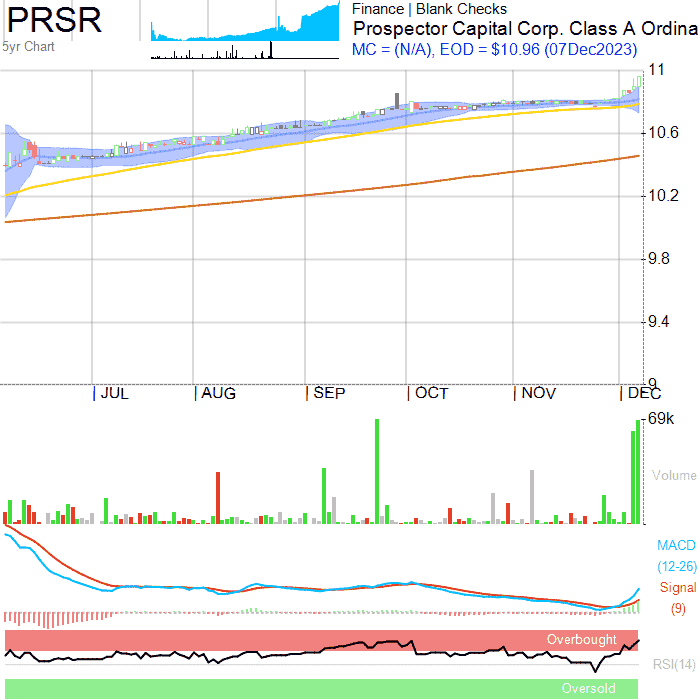 PRSR
5yr Chart
Finance | Blank Checks
Prospector Capital Corp. Class A Ordina
MC = (N/A), EOD = $10.96 (07Dec2023)
11
10.6
10.2
9.8
9.4
9
JUL AUG SEP OCT NOV DEC
69k
Volume
MACD
(12-26)
Signal
(9)
Overbought
RSI(14)
Oversold